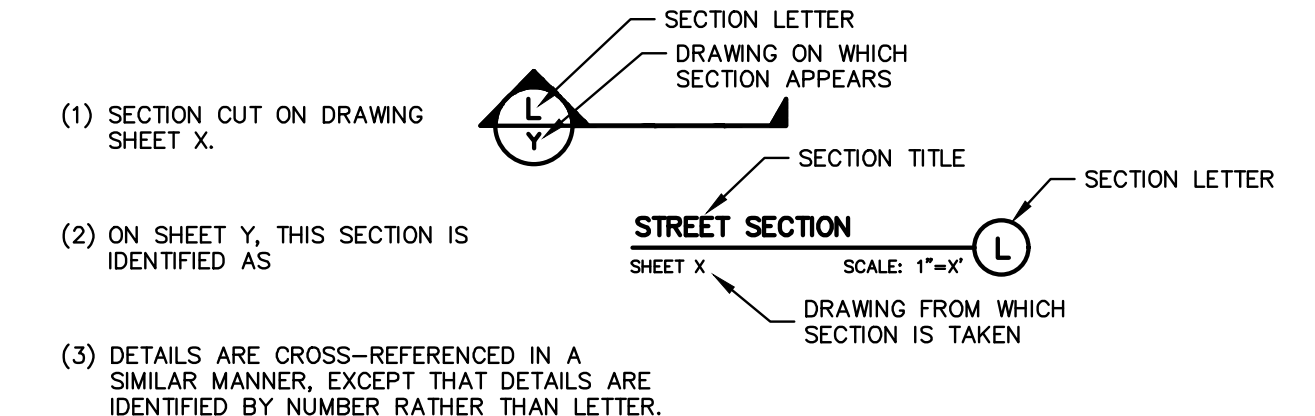 SECTION LETTER
DRAWING ON WHICH
SECTION APPEARS
(1) SECTION CUT ON DRAWING
SHEET X.
L
Y
SECTION TITLE
SECTION LETTER
(2) ON SHEET Y, THIS SECTION IS
IDENTIFIED AS
STREET SECTION
L
SHEET X
SCALE: 1"=X'
DRAWING FROM WHICH
SECTION IS TAKEN
(3) DETAILS ARE CROSS-REFERENCED IN A
SIMILAR MANNER, EXCEPT THAT DETAILS ARE
IDENTIFIED BY NUMBER RATHER THAN LETTER.